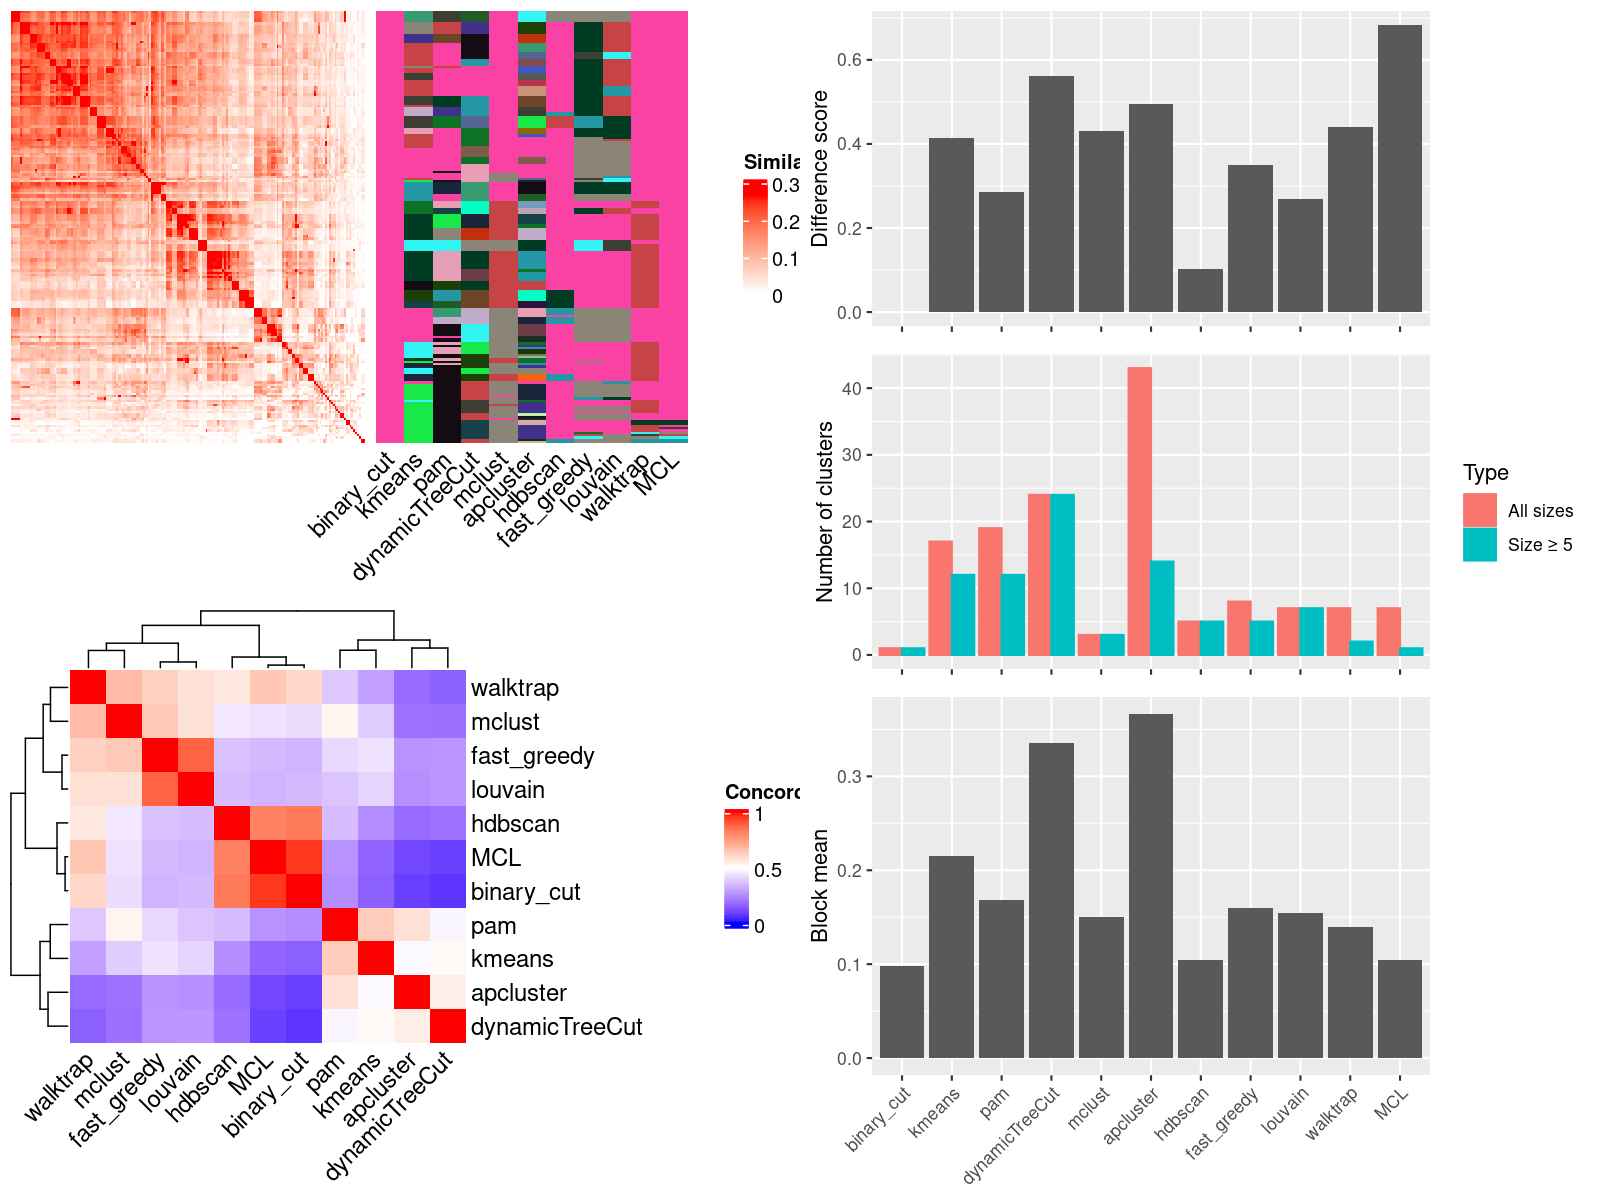 Simila
0.3
0.2
0.1
0
binary_cut
kmeans
pam
dynamicTreeCut
mclust
apcluster
hdbscan
fast_greedy
louvain
walktrap
MCL
walktrap
mclust
fast_greedy
louvain
hdbscan
MCL
binary_cut
pam
kmeans
apcluster
dynamicTreeCut
walktrap
mclust
fast_greedy
louvain
hdbscan
MCL
binary_cut
pam
kmeans
apcluster
dynamicTreeCut
Concord
1
0.5
0
Difference score
0.6
0.4
0.2
0.0
Number of clusters
40
30
20
10
0
Type
All sizes
Size ≥ 5
Block mean
0.3
0.2
0.1
0.0
binary_cut
kmeans
pam
dynamicTreeCut
mclust
apcluster
hdbscan
fast_greedy
louvain
walktrap
MCL